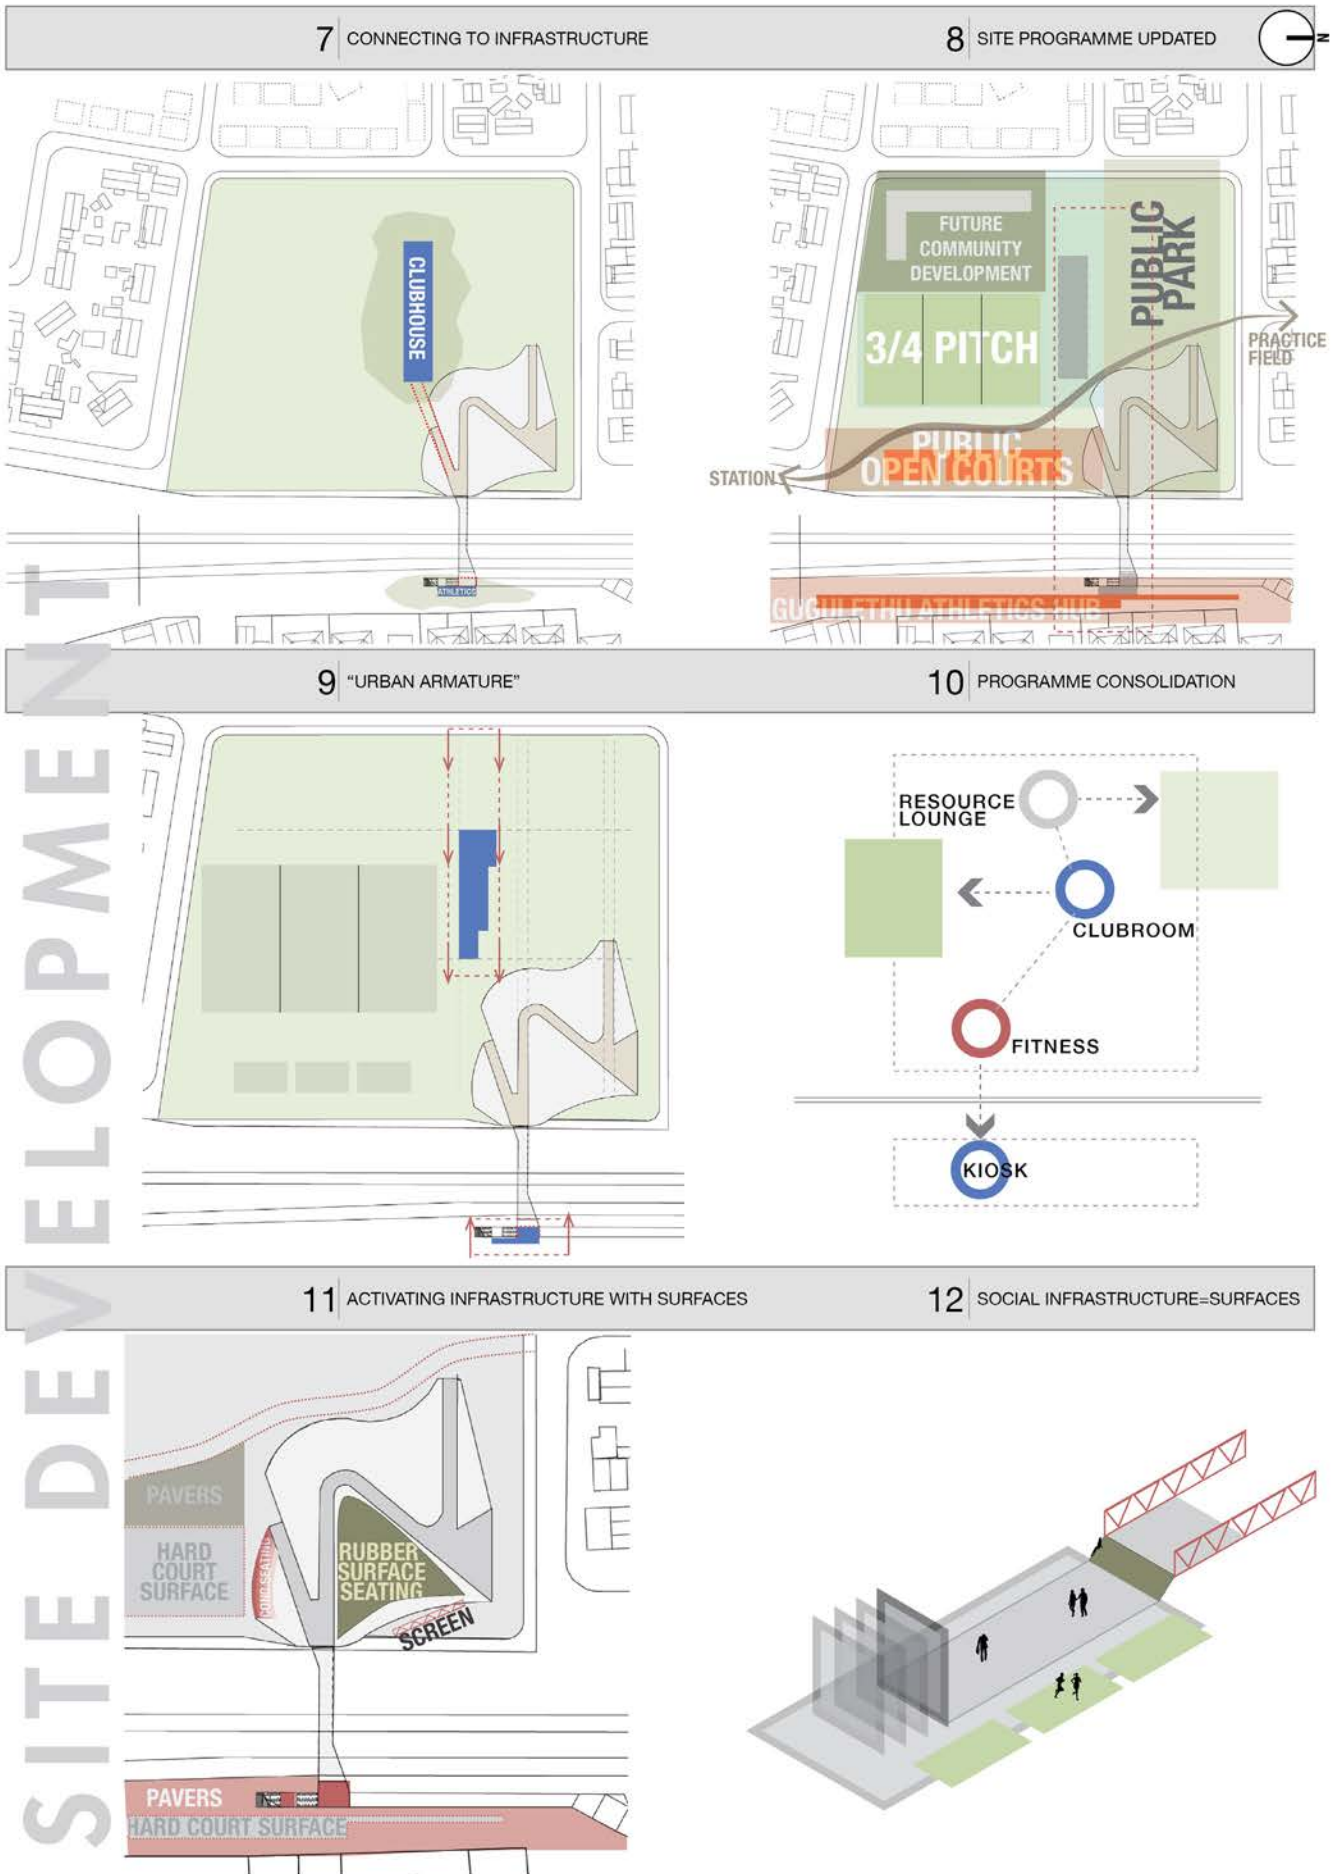 7 CONNECTING TO INFRASTRUCTURE
8 SITE PROGRAMME UPDATED
N
CLUBHOUSE
ATHLETICS
FUTURE
COMMUNITY
DEVELOPMENT
PUBLIC
PARK
3/4 PITCH
PRACTICE
FIELD
PUBLIC
OPEN COURTS
STATION
GUGULETHU ATHLETICS HUB
SITE DEVELOPMENT
9 "URBAN ARMATURE"
10 PROGRAMME CONSOLIDATION
RESOURCE
LOUNGE
CLUBROOM
FITNESS
KIOSK
11 ACTIVATING INFRASTRUCTURE WITH SURFACES
12 SOCIAL INFRASTRUCTURE=SURFACES
PAVERS
HARD
COURT
SURFACE
CONC SEATING
RUBBER
SURFACE
SEATING
SCREEN
PAVERS
HARD COURT SURFACE